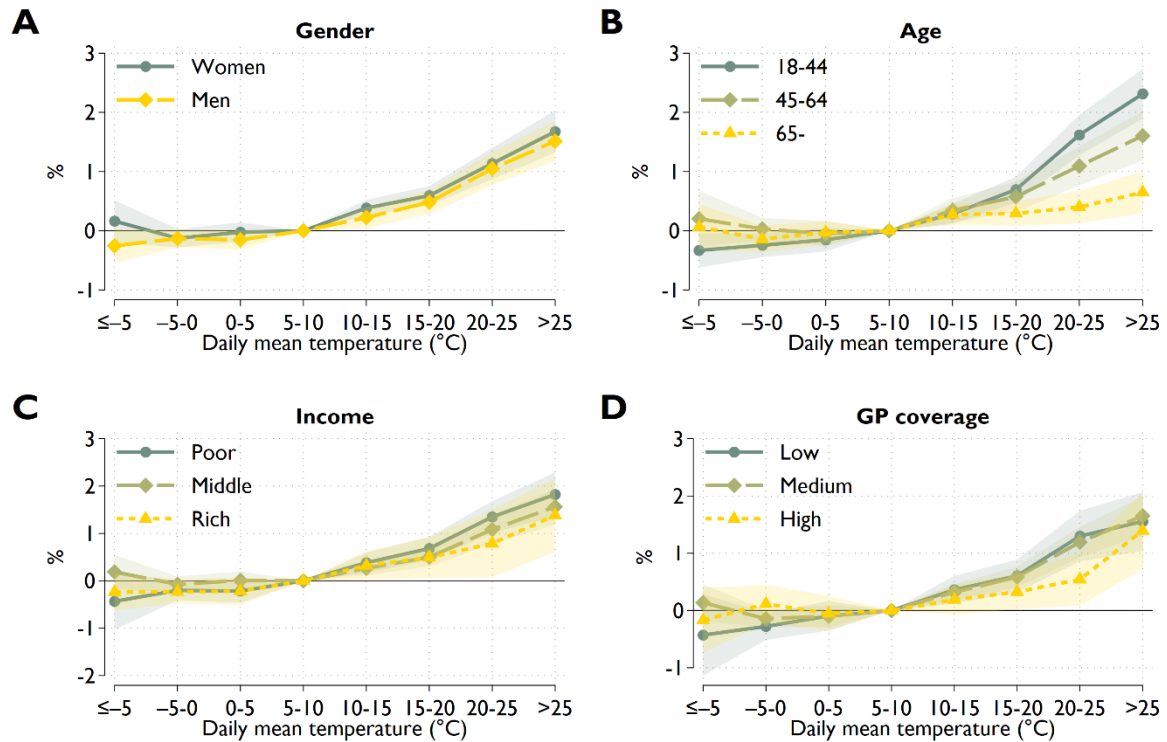 A
Gender
3
2
1
0
-1
%
Women
Men
≤–5 –5-0 0-5 5-10 10-15 15-20 20-25 >25
Daily mean temperature (°C)
B
Age
3
2
1
0
-1
%
18-44
45-64
65-
≤–5 –5-0 0-5 5-10 10-15 15-20 20-25 >25
Daily mean temperature (°C)
C
Income
3
2
1
0
-1
-2
%
Poor
Middle
Rich
≤–5 –5-0 0-5 5-10 10-15 15-20 20-25 >25
Daily mean temperature (°C)
D
GP coverage
3
2
1
0
-1
%
Low
Medium
High
≤–5 –5-0 0-5 5-10 10-15 15-20 20-25 >25
Daily mean temperature (°C)